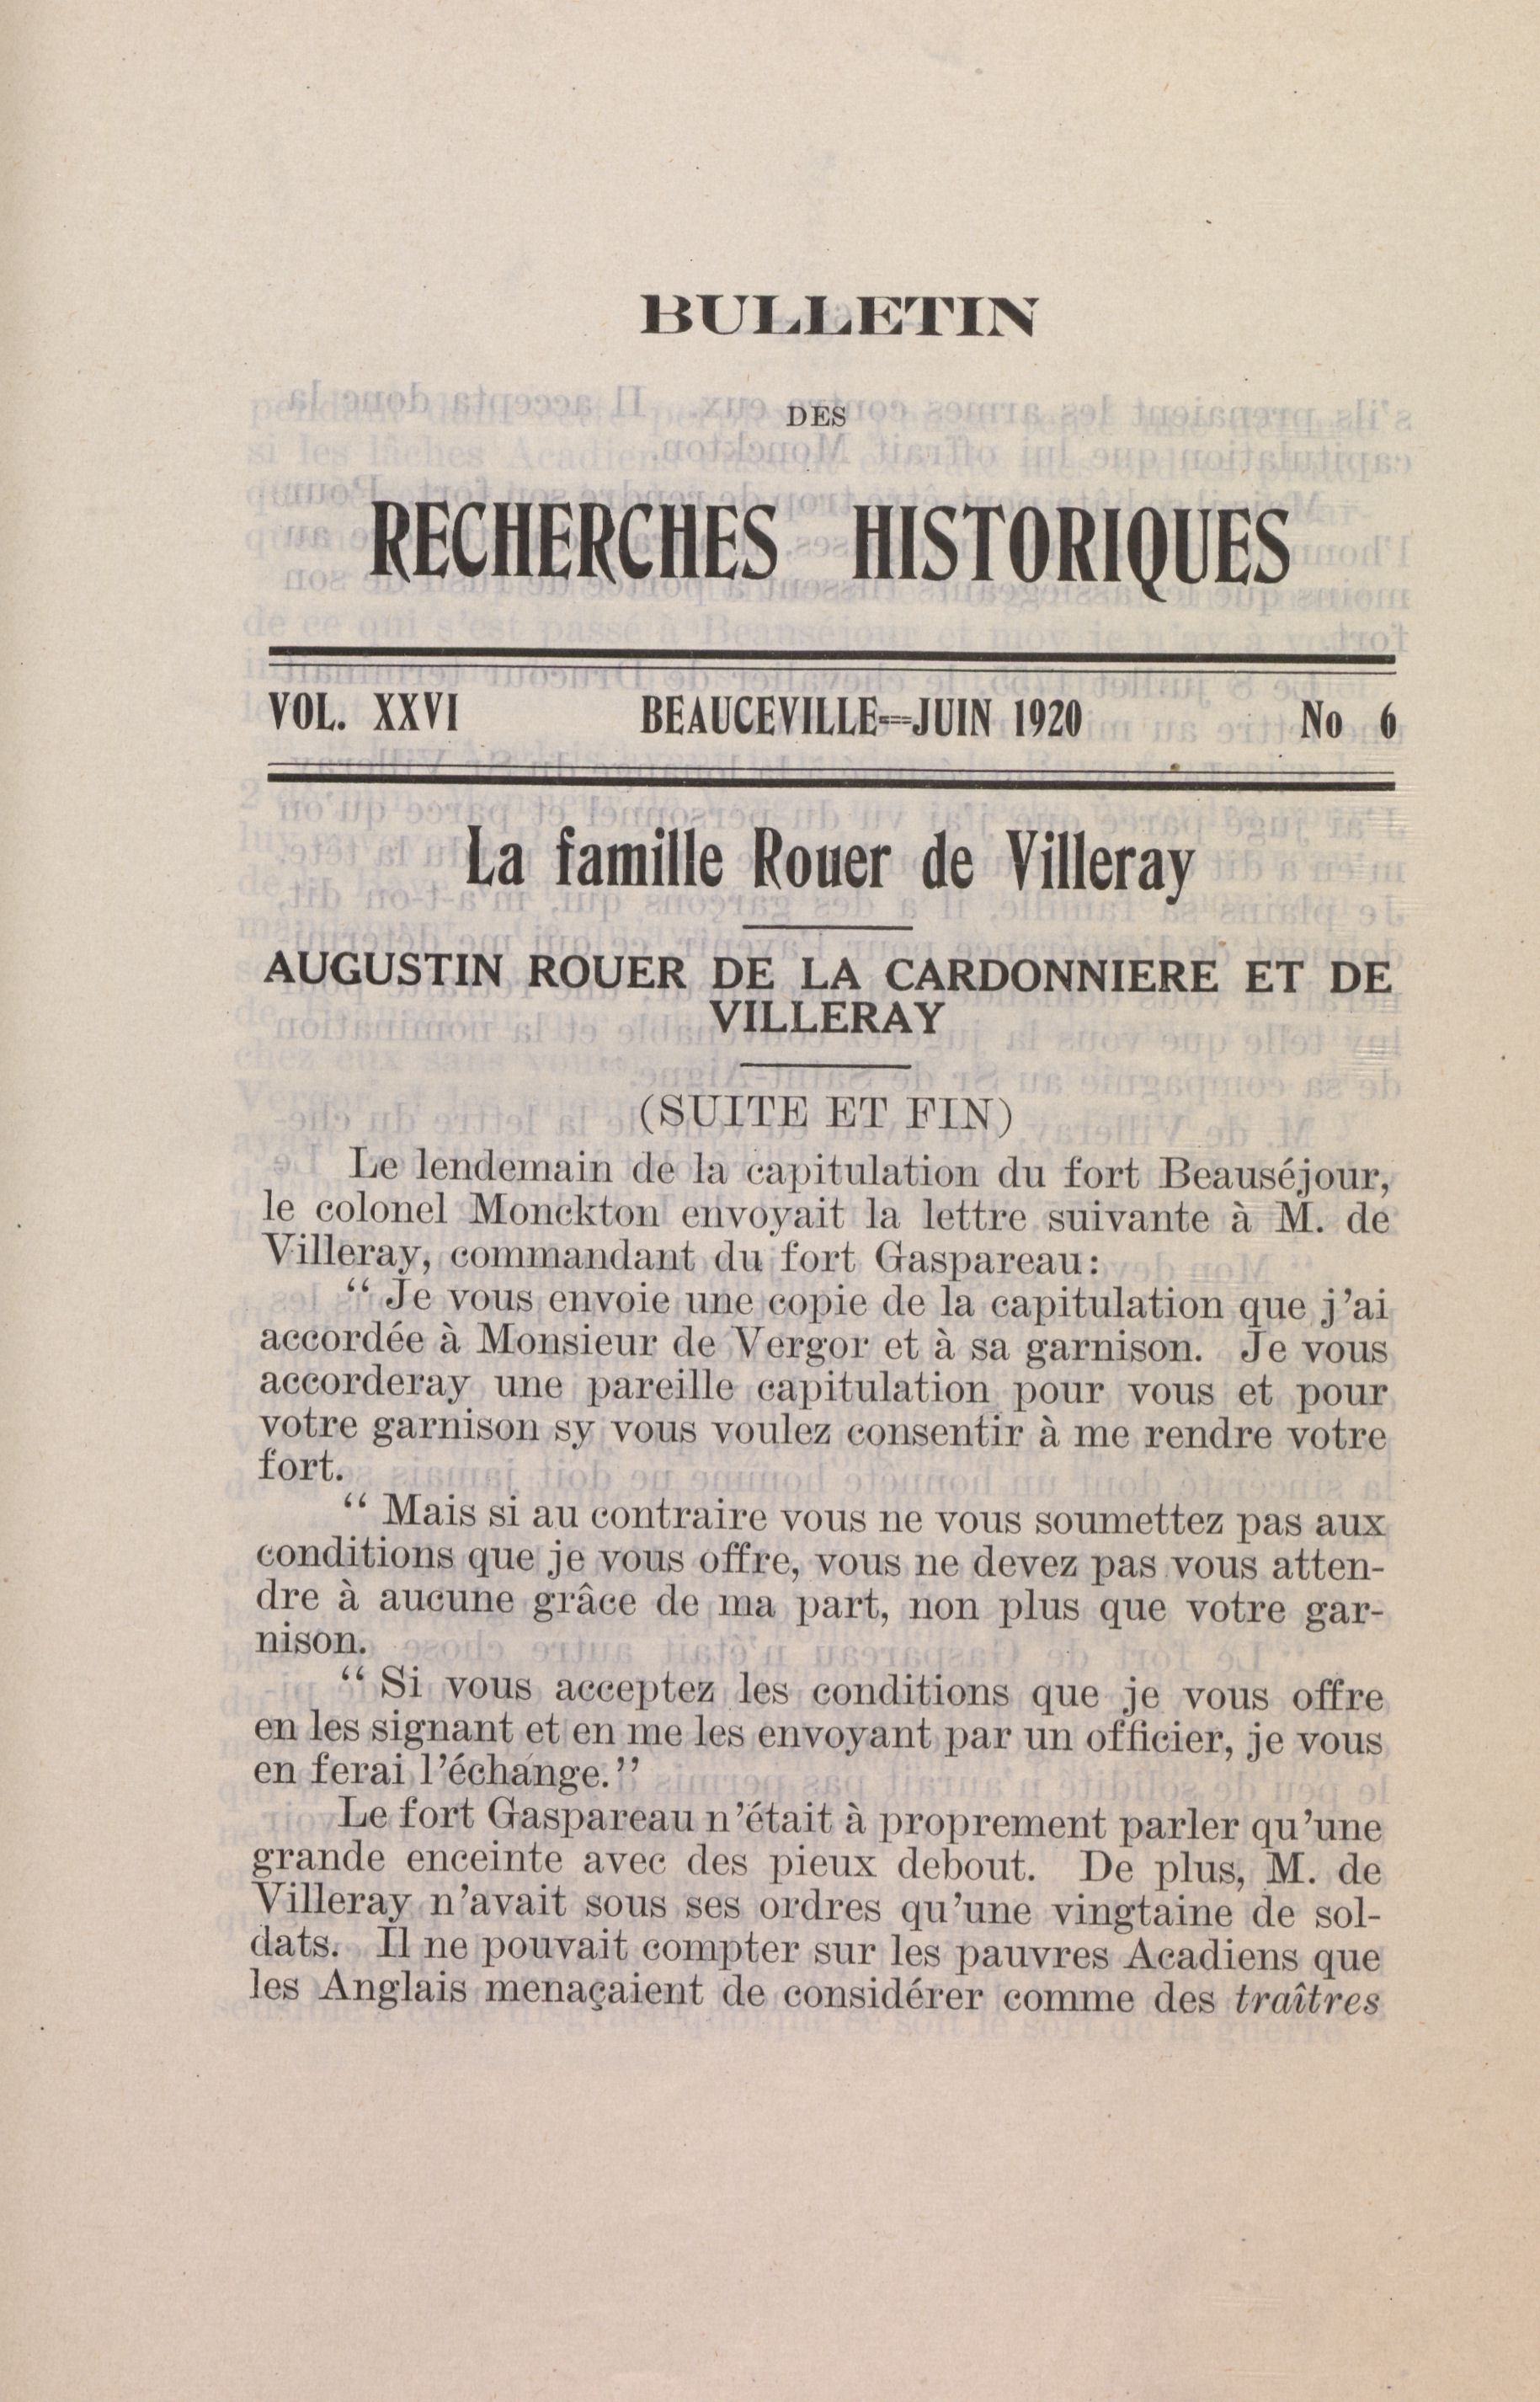 BULLETIN
DES
RECHERCHES HISTORIQUES
VOL. XXVI BEAUCEVILLE—JUIN 1920 No 6
La famille Rouer de Villeray
AUGUSTIN ROUER DE LA CARDONNIERE ET DE
VILLERAY
(SUITE ET FIN)
Le lendemain de la capitulation du fort Beauséjour,
le colonel Monckton envoyait la lettre suivante à M. de
Villeray, commandant du fort Gaspareau:
“ Je vous envoie une copie de la capitulation que j'ai
accordée à Monsieur de Vergor et à sa garnison. Je vous
accorderay une pareille capitulation pour vous et pour
votre garnison sy vous voulez consentir à me rendre votre
fort.
“ Mais si au contraire vous ne vous soumettez pas aux
conditions que je vous offre, vous ne devez pas vous atten-
dre à aucune grâce de ma part, non plus que votre gar-
nison.
“ Si vous acceptez les conditions que je vous offre
en les signant et en me les envoyant par un officier, je vous
en ferai l'échange.”
Le fort Gaspareau n'était à proprement parler qu'une
grande enceinte avec des pieux debout. De plus, M. de
Villeray n'avait sous ses ordres qu'une vingtaine de sol-
dats. Il ne pouvait compter sur les pauvres Acadiens que
les Anglais menaçaient de considérer comme des traîtres